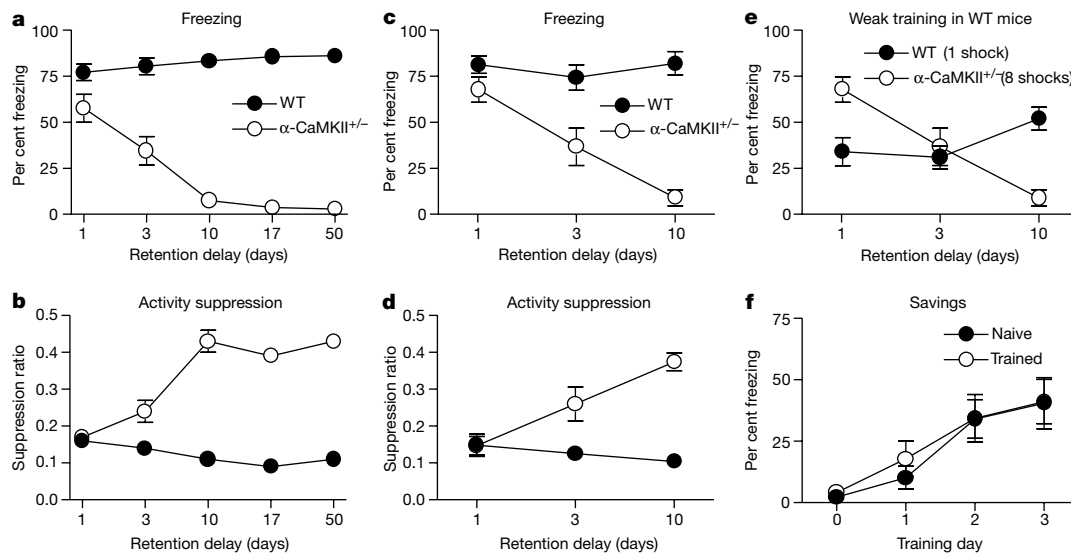 a
Freezing
Per cent freezing
100
75
50
25
0
WT
α-CaMKII+/–
1 3 10 17 50
Retention delay (days)
c
Freezing
Per cent freezing
100
75
50
25
0
WT
α-CaMKII+/–
1 3 10
Retention delay (days)
e
Weak training in WT mice
Per cent freezing
100
75
50
25
0
WT (1 shock)
α-CaMKII+/–(8 shocks)
1 3 10
Retention delay (days)
b
Activity suppression
Suppression ratio
0.5
0.4
0.3
0.2
0.1
0.0
1 3 10 17 50
Retention delay (days)
d
Activity suppression
Suppression ratio
0.5
0.4
0.3
0.2
0.1
0.0
1 3 10
Retention delay (days)
f
Savings
Per cent freezing
75
50
25
0
Naive
Trained
0 1 2 3
Training day